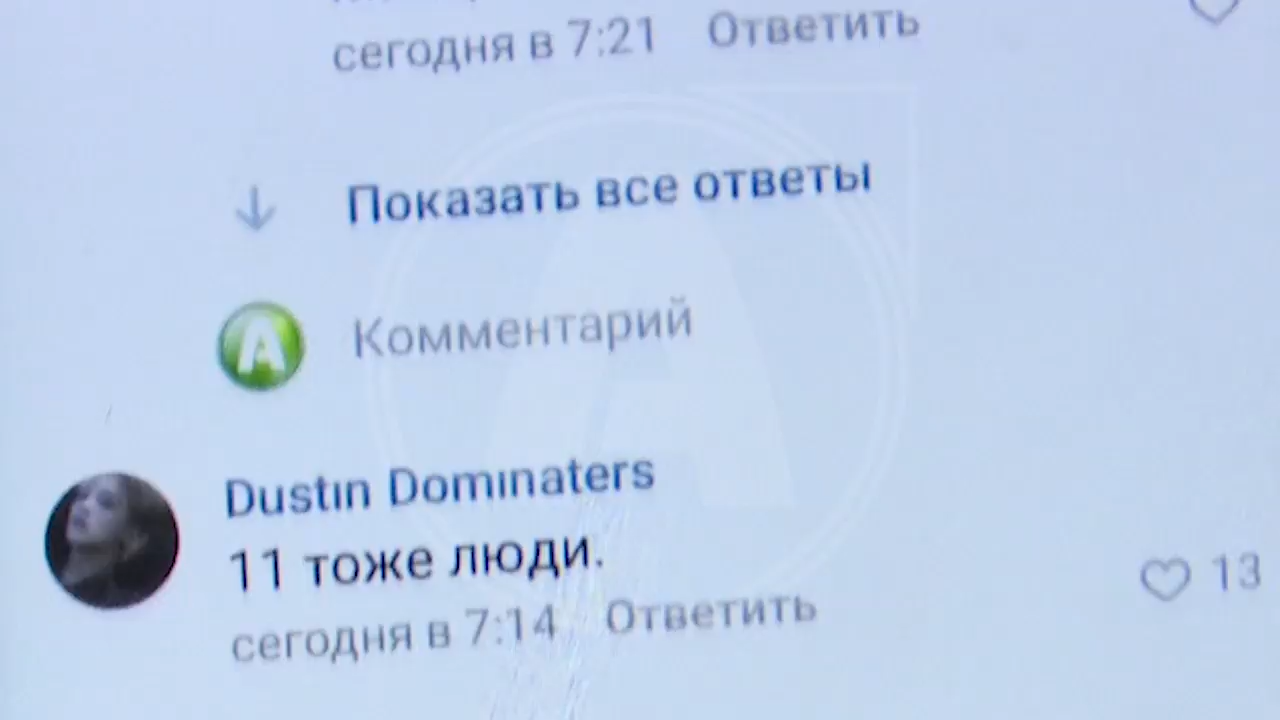 сегодня в 7:21 Ответить
Показать все ответы
A
Комментарий
Dustin Dominaters
11 тоже люди.
13
сегодня в 7:14 Ответить